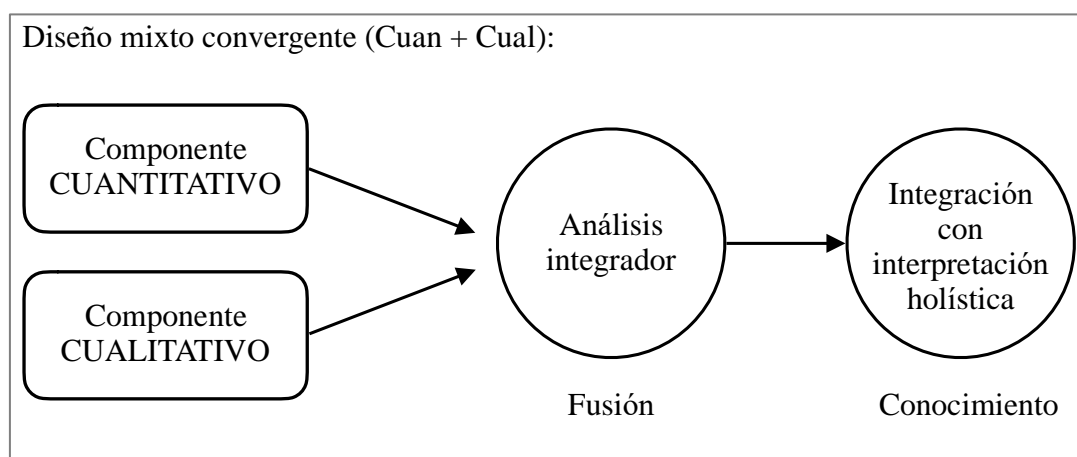 Diseño mixto convergente (Cuan + Cual):
Componente
CUANTITATIVO
Componente
CUALITATIVO
Análisis
integrador
Fusión
Integración
con
interpretación
holística
Conocimiento